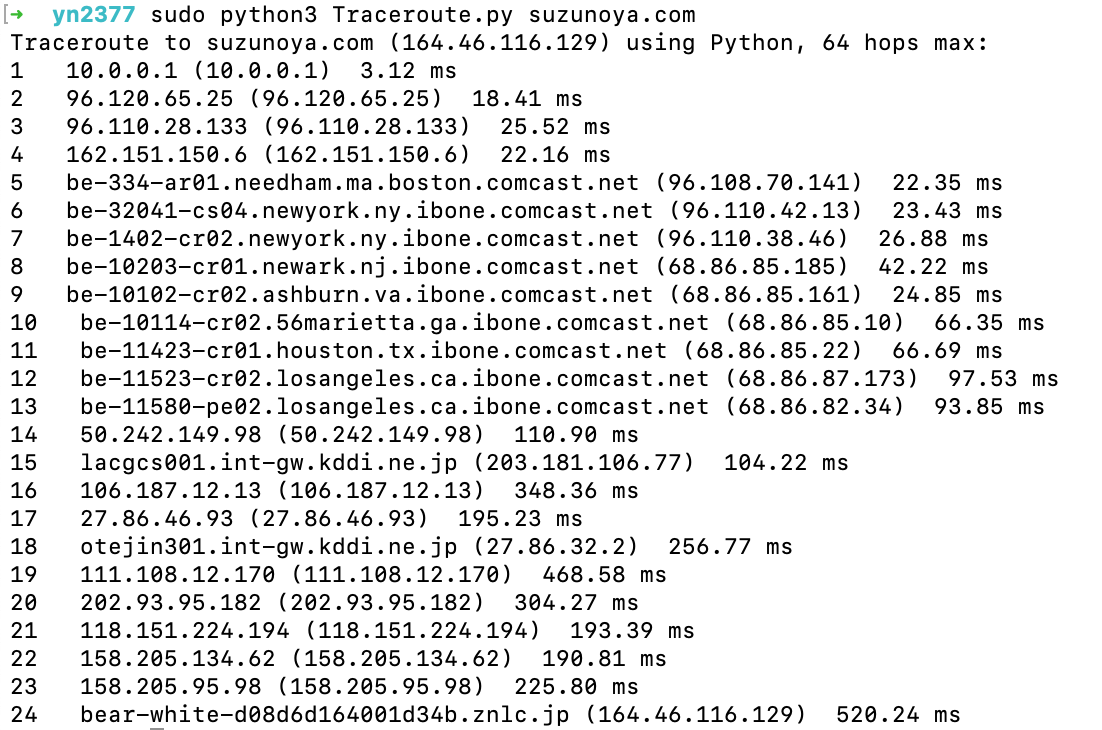 [➜  yn2377 sudo python3 Traceroute.py suzunoya.com
Traceroute to suzunoya.com (164.46.116.129) using Python, 64 hops max:
1   10.0.0.1 (10.0.0.1)  3.12 ms
2   96.120.65.25 (96.120.65.25)  18.41 ms
3   96.110.28.133 (96.110.28.133)  25.52 ms
4   162.151.150.6 (162.151.150.6)  22.16 ms
5   be-334-ar01.needham.ma.boston.comcast.net (96.108.70.141)  22.35 ms
6   be-32041-cs04.newyork.ny.ibone.comcast.net (96.110.42.13)  23.43 ms
7   be-1402-cr02.newyork.ny.ibone.comcast.net (96.110.38.46)  26.88 ms
8   be-10203-cr01.newark.nj.ibone.comcast.net (68.86.85.185)  42.22 ms
9   be-10102-cr02.ashburn.va.ibone.comcast.net (68.86.85.161)  24.85 ms
10   be-10114-cr02.56marietta.ga.ibone.comcast.net (68.86.85.10)  66.35 ms
11   be-11423-cr01.houston.tx.ibone.comcast.net (68.86.85.22)  66.69 ms
12   be-11523-cr02.losangeles.ca.ibone.comcast.net (68.86.87.173)  97.53 ms
13   be-11580-pe02.losangeles.ca.ibone.comcast.net (68.86.82.34)  93.85 ms
14   50.242.149.98 (50.242.149.98)  110.90 ms
15   lacgcs001.int-gw.kddi.ne.jp (203.181.106.77)  104.22 ms
16   106.187.12.13 (106.187.12.13)  348.36 ms
17   27.86.46.93 (27.86.46.93)  195.23 ms
18   otejin301.int-gw.kddi.ne.jp (27.86.32.2)  256.77 ms
19   111.108.12.170 (111.108.12.170)  468.58 ms
20   202.93.95.182 (202.93.95.182)  304.27 ms
21   118.151.224.194 (118.151.224.194)  193.39 ms
22   158.205.134.62 (158.205.134.62)  190.81 ms
23   158.205.95.98 (158.205.95.98)  225.80 ms
24   bear-white-d08d6d164001d34b.znlc.jp (164.46.116.129)  520.24 ms